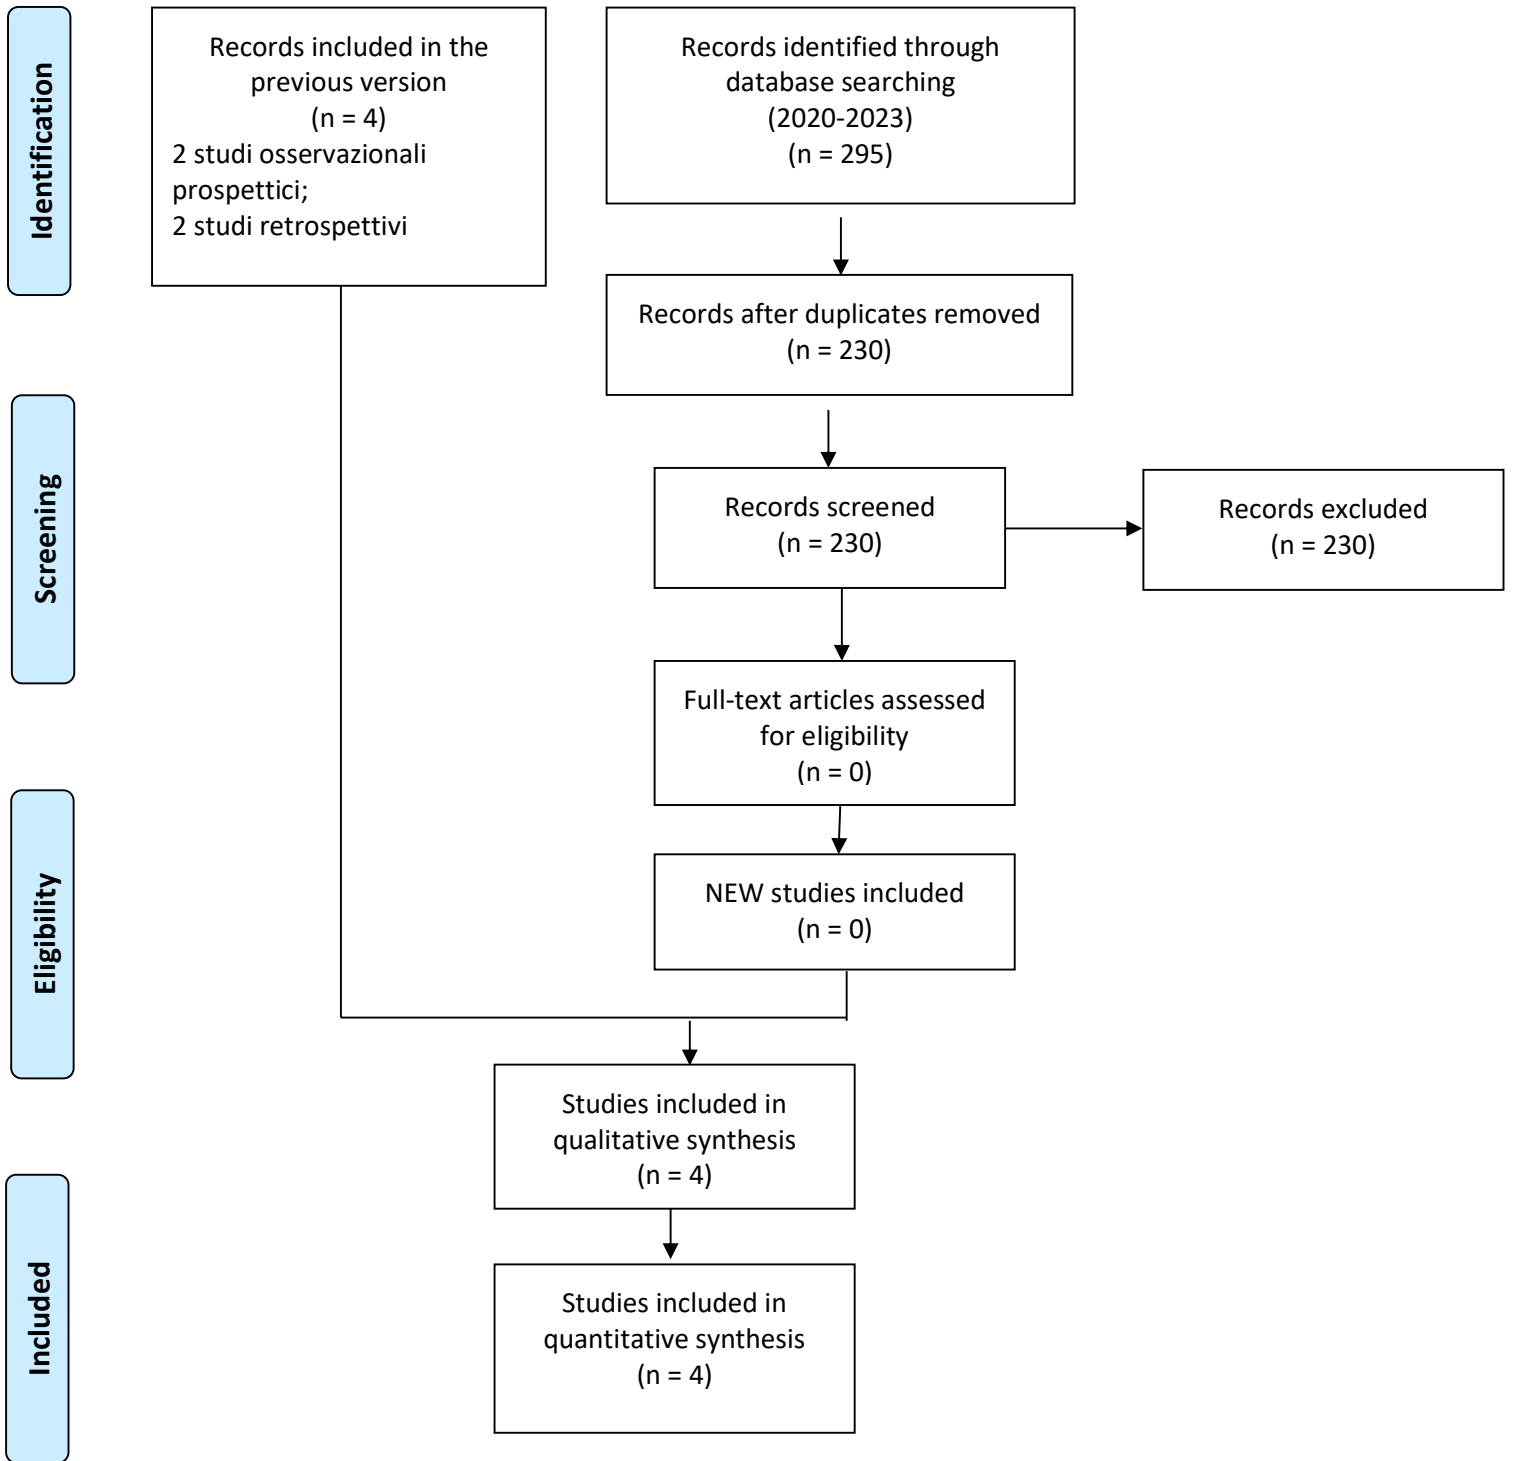 Identification
Records included in the
previous version
(n = 4)
2 studi osservazionali
prospettici;
2 studi retrospettivi
Records identified through
database searching
(2020-2023)
(n = 295)
Records after duplicates removed
(n = 230)
Screening
Records screened
(n = 230)
Records excluded
(n = 230)
Full-text articles assessed
for eligibility
(n = 0)
Eligibility
NEW studies included
(n = 0)
Studies included in
qualitative synthesis
(n = 4)
Included
Studies included in
quantitative synthesis
(n = 4)